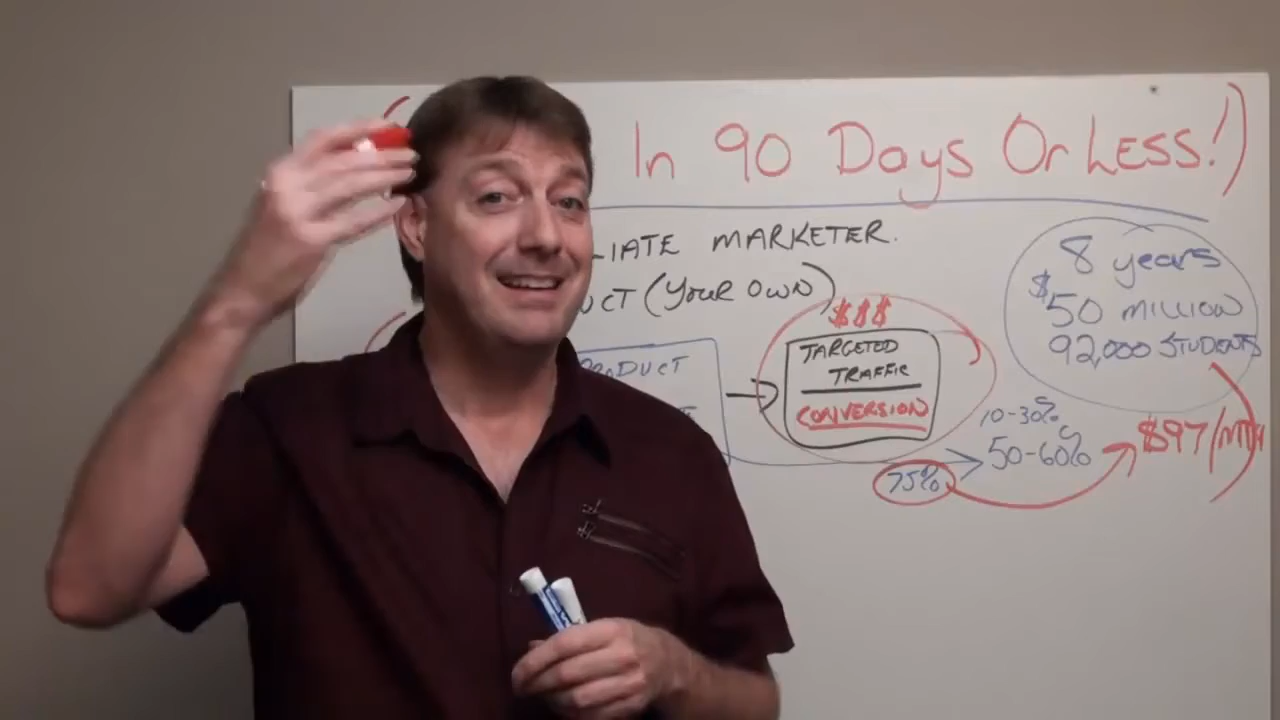 ( In 90 Days Or Less!)
LIATE MARKETER.
UCT (YOUR OWN)
8 years
$50 MILLION
92,000 STUDENTS
$$$
PRODUCT
TARGETED
TRAFFIC
CONVERSION
10-30%
50-60%
75%
$97/MTH